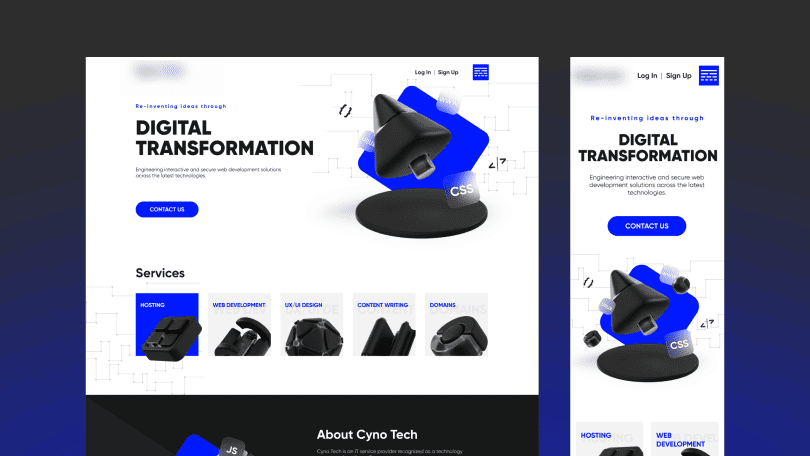 Log In | Sign Up
Re-inventing ideas through
DIGITAL
TRANSFORMATION
Engineering interactive and secure web development solutions
across the latest technologies.
CONTACT US
CSS
Services
HOSTING
WEB DEVELOPMENT
UX/UI DESIGN
CONTENT WRITING
DOMAINS
JS
About Cyno Tech
Cyno Tech is an IT service provider recognized as a technology
Log In | Sign Up
Re-inventing ideas through
DIGITAL
TRANSFORMATION
Engineering interactive and secure web
development solutions across the latest
technologies.
CONTACT US
CSS
HOSTING
WEB
DEVELOPMENT